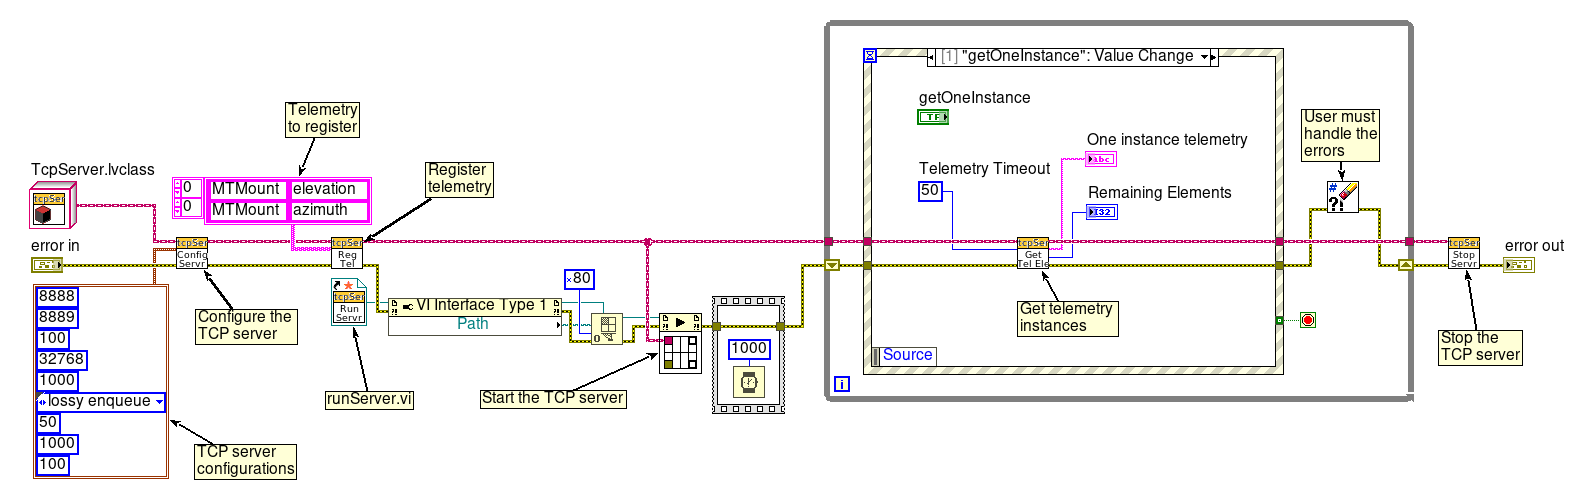 [1] "getOneInstance": Value Change
getOneInstance
TF
Telemetry
to register
User must
handle the
errors
One instance telemetry
abc
TcpServer.lvclass
Register
telemetry
Telemetry Timeout
50
Remaining Elements
I32
0 MTMount elevation
0 MTMount azimuth
tcpSer
#
?!
error in
tcpSer
Config
Servr
tcpSer
Reg
Tel
tcpSer
Get
Tel Ele
tcpSer
Stop
Servr
error out
×80
tcpSer
Run
Servr
VI Interface Type 1
Path
0
8888
8889
100
32768
1000
lossy enqueue
50
1000
100
Configure the
TCP server
Get telemetry
instances
1000
Stop the
TCP server
Source
i
runServer.vi
Start the TCP server
TCP server
configurations